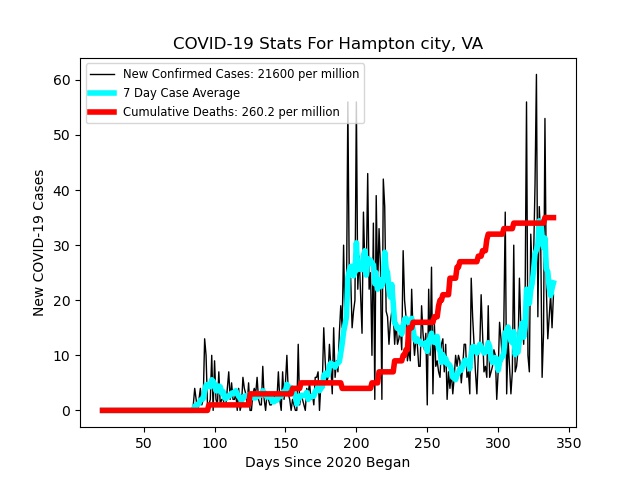 COVID-19 Stats For Hampton city, VA
New Confirmed Cases: 21600 per million
7 Day Case Average
Cumulative Deaths: 260.2 per million
New COVID-19 Cases
60
50
40
30
20
10
0
50 100 150 200 250 300 350
Days Since 2020 Began